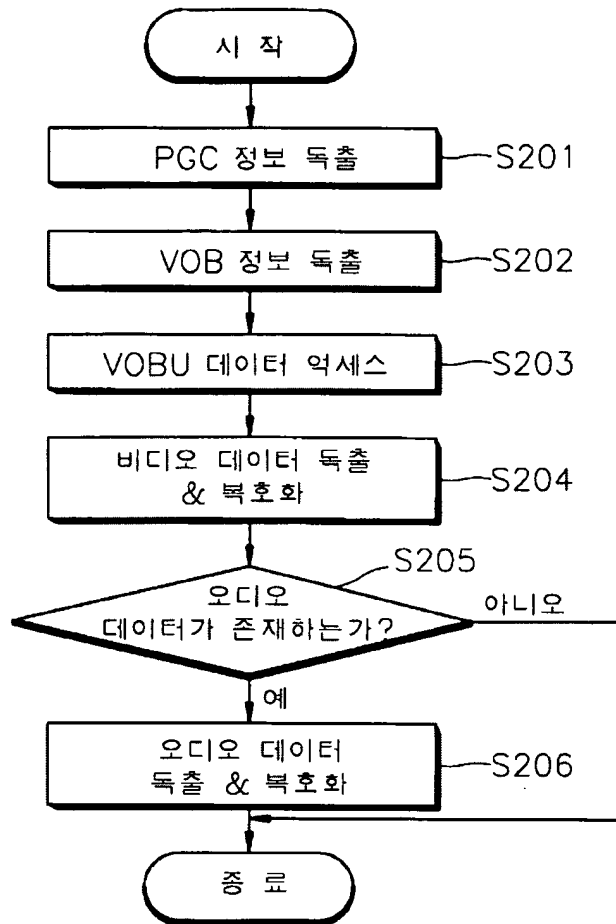 시 작
PGC 정보 독출
S201
VOB 정보 독출
S202
VOBU 데이터 억세스
S203
비디오 데이터 독출
& 복호화
S204
S205
오디오
데이터가 존재하는가?
아니오
예
오디오 데이터
독출 & 복호화
S206
종 료